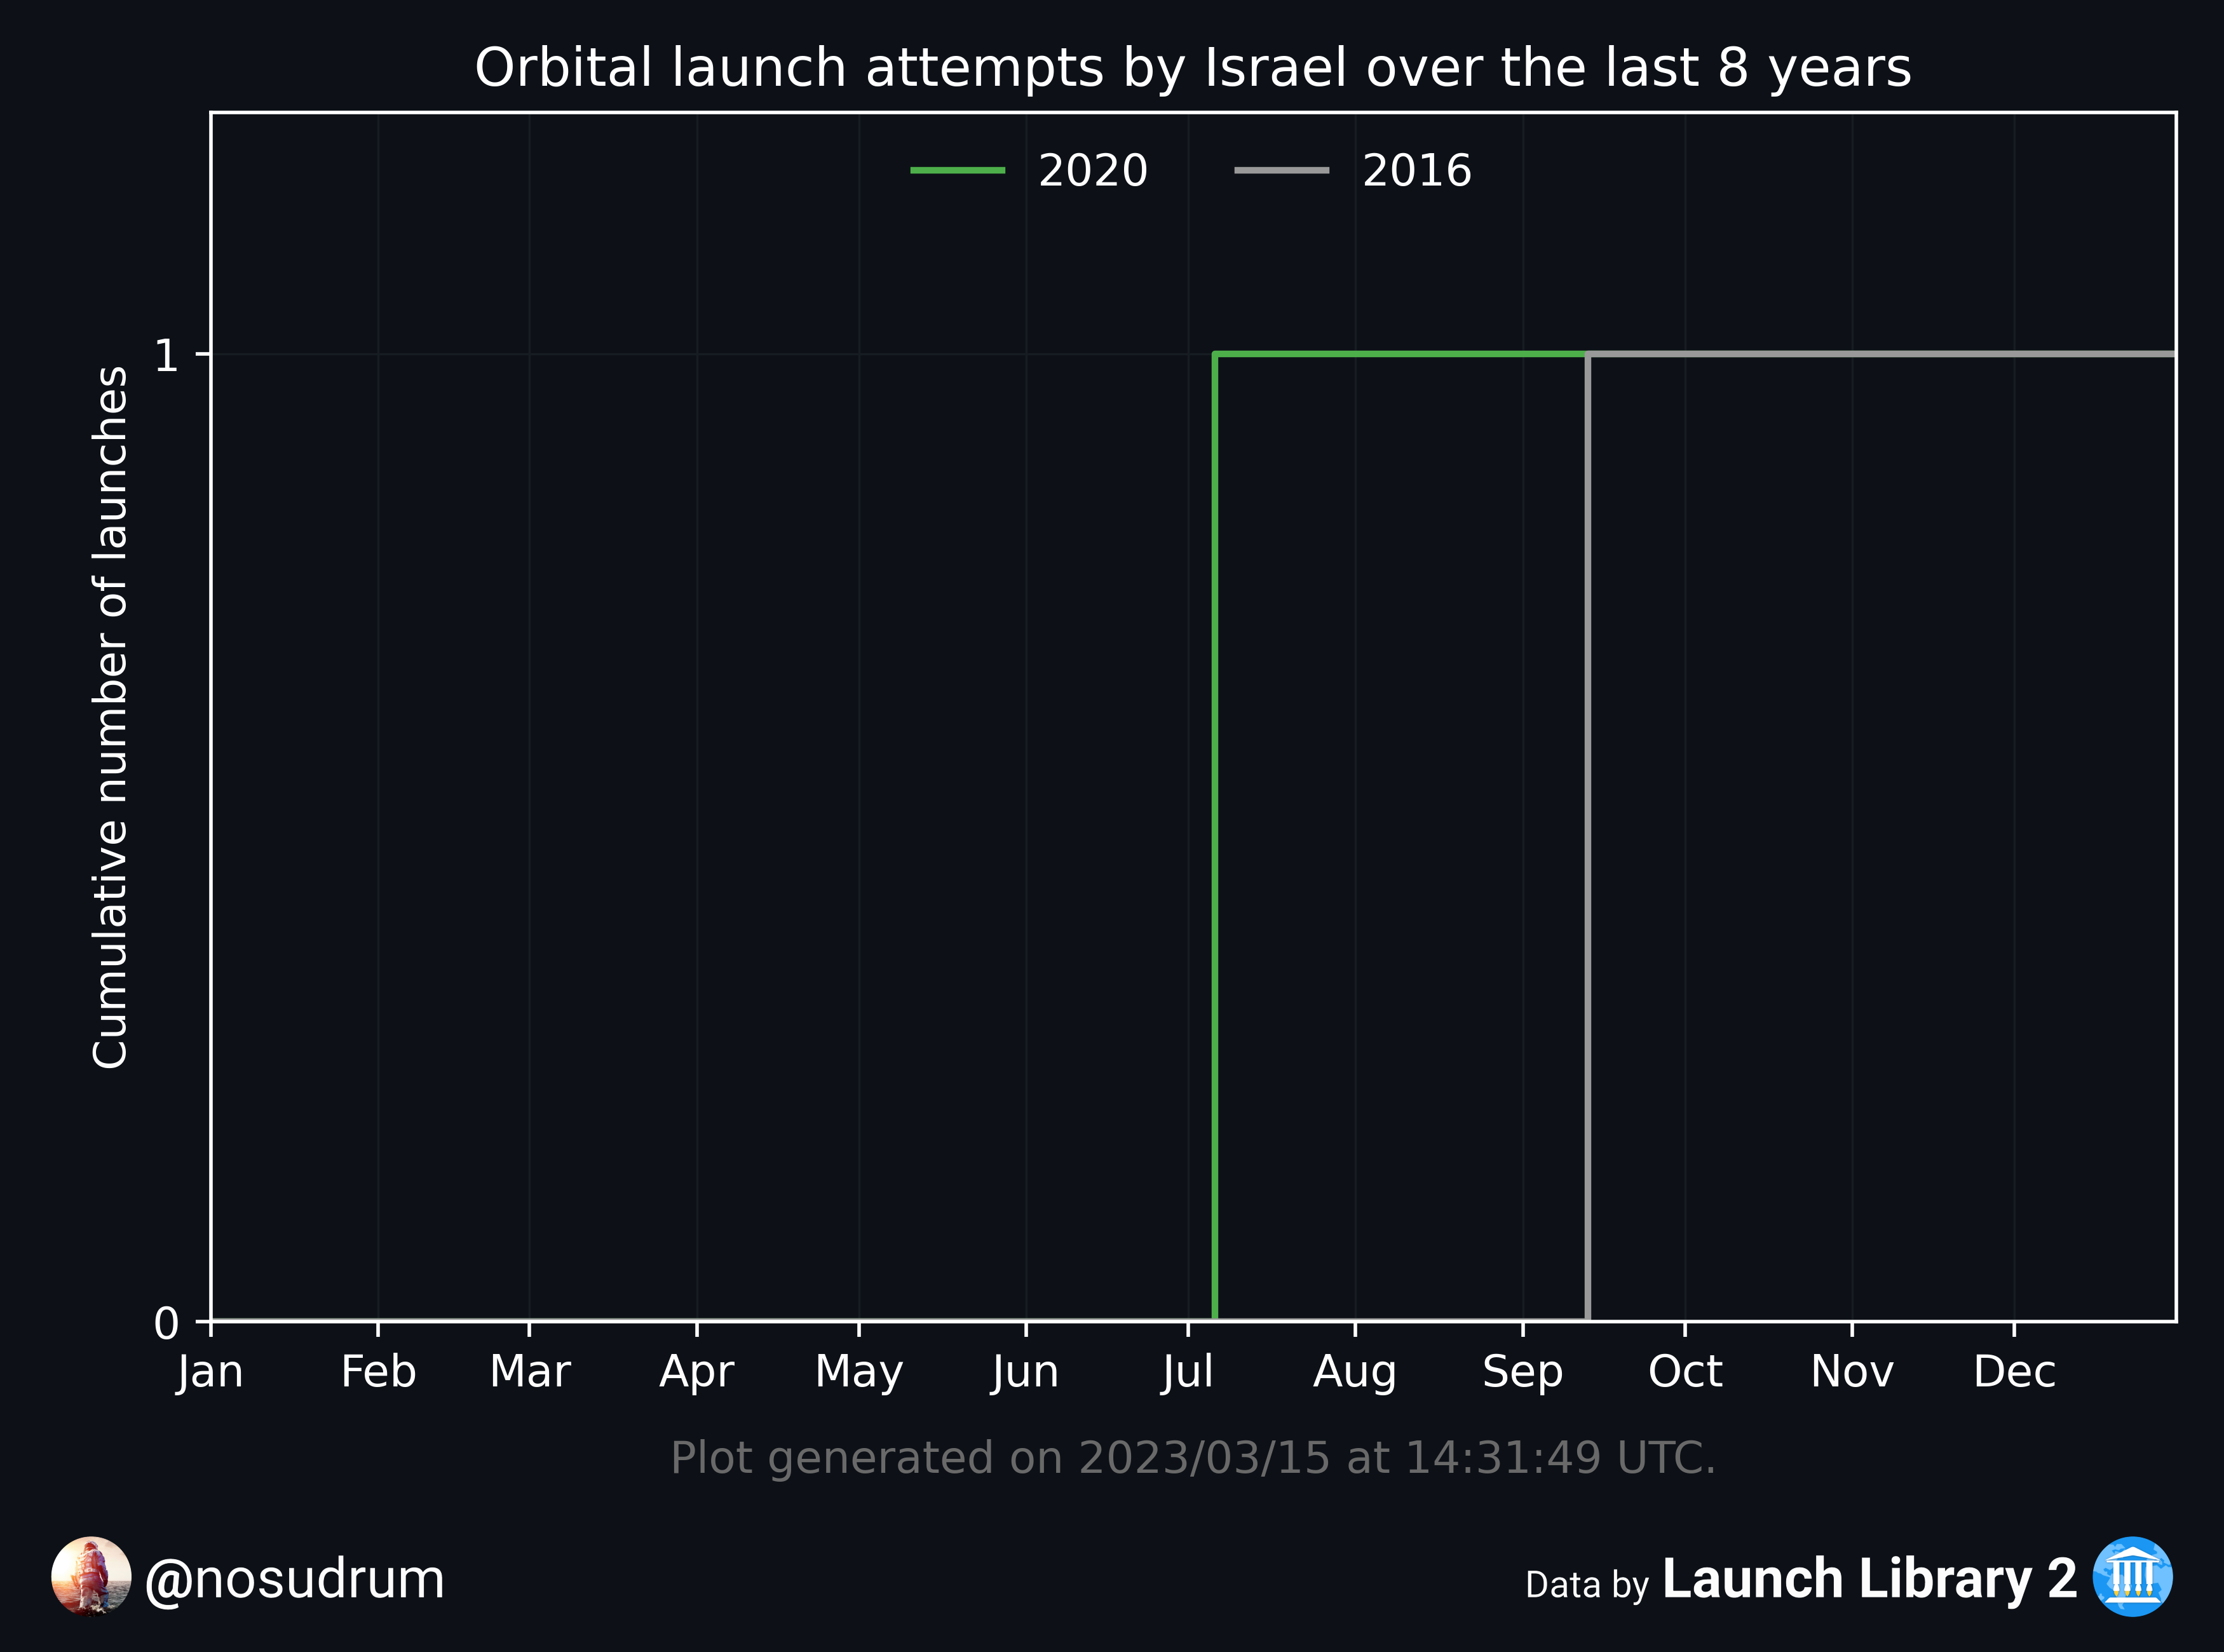 Orbital launch attempts by Israel over the last 8 years
2020 2016
Cumulative number of launches
1
0
Jan Feb Mar Apr May Jun Jul Aug Sep Oct Nov Dec
Plot generated on 2023/03/15 at 14:31:49 UTC.
@nosudrum
Data by Launch Library 2